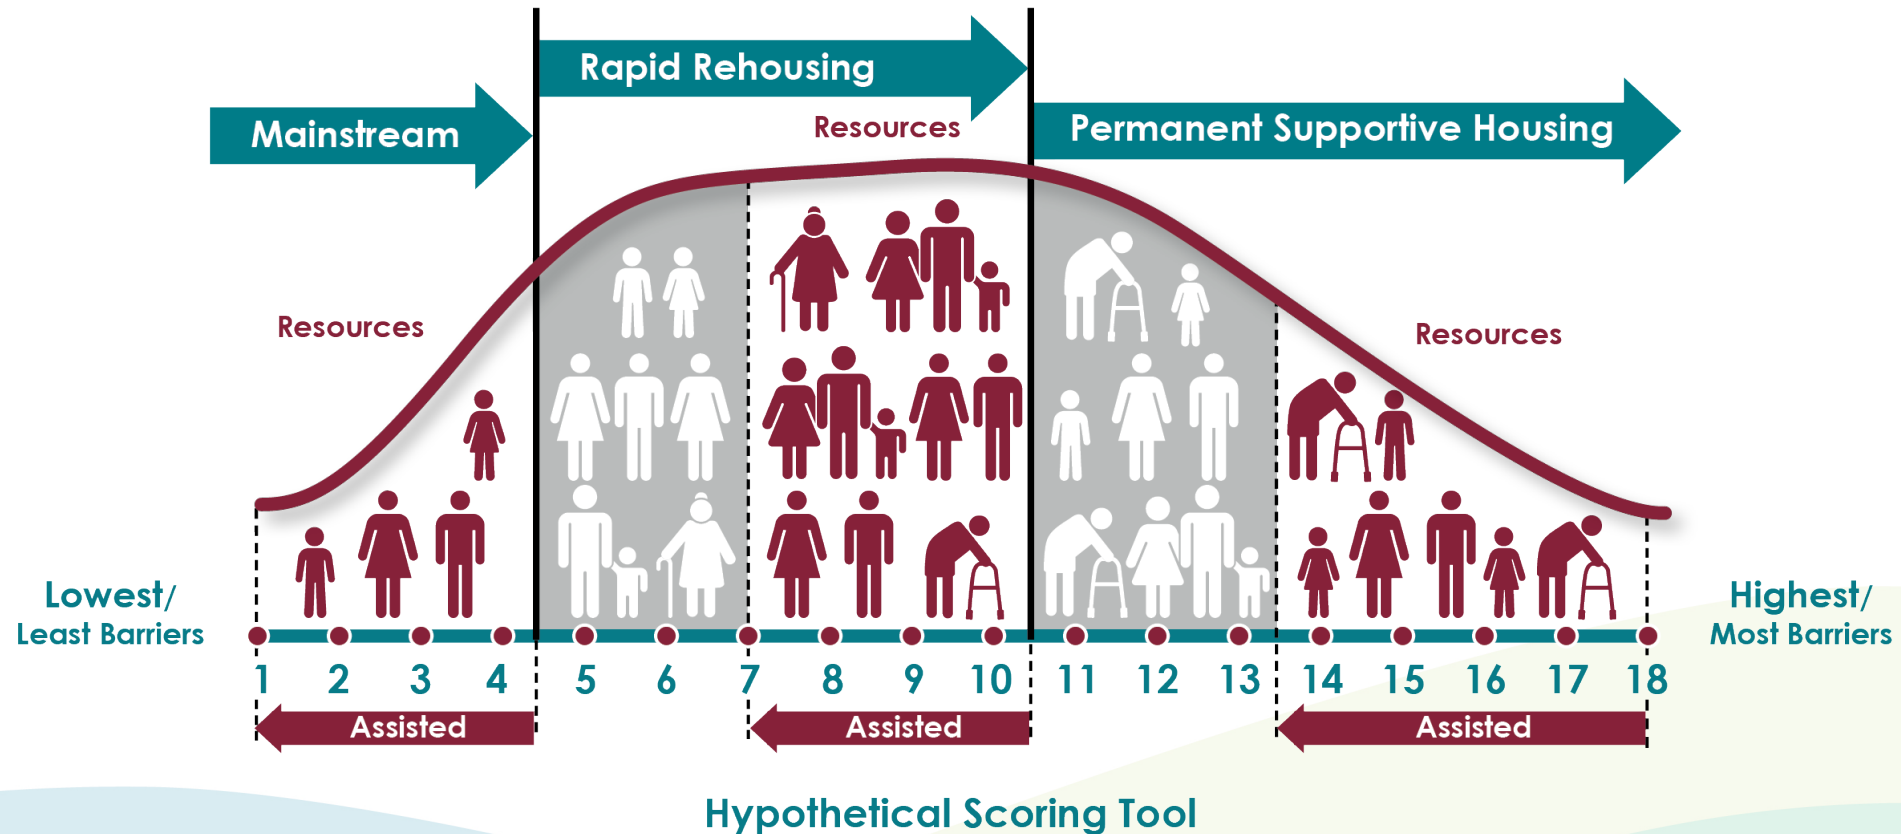 Rapid Rehousing
Mainstream
Resources
Permanent Supportive Housing
Resources
Resources
Lowest/
Least Barriers
Highest/
Most Barriers
1 2 3 4 5 6 7 8 9 10 11 12 13 14 15 16 17 18
Assisted
Assisted
Assisted
Hypothetical Scoring Tool